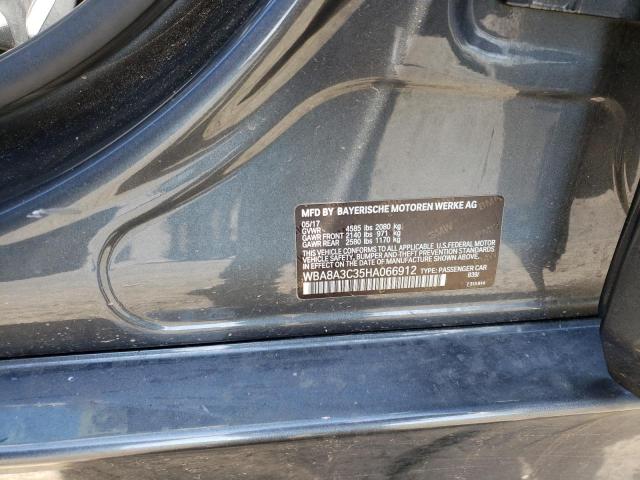 MFD BY BAYERISCHE MOTOREN WERKE AG
05/17
GVWR 4585 lbs 2080 kg
GAWR FRONT 2140 lbs 971 kg
GAWR REAR 2580 lbs 1170 kg
THIS VEHICLE CONFORMS TO ALL APPLICABLE U.S. FEDERAL MOTOR
VEHICLE SAFETY, BUMPER AND THEFT PREVENTION STANDARDS
IN EFFECT ON THE DATE OF MANUFACTURE SHOWN ABOVE.
WBA8A3C35HA066912 TYPE: PASSENGER CAR